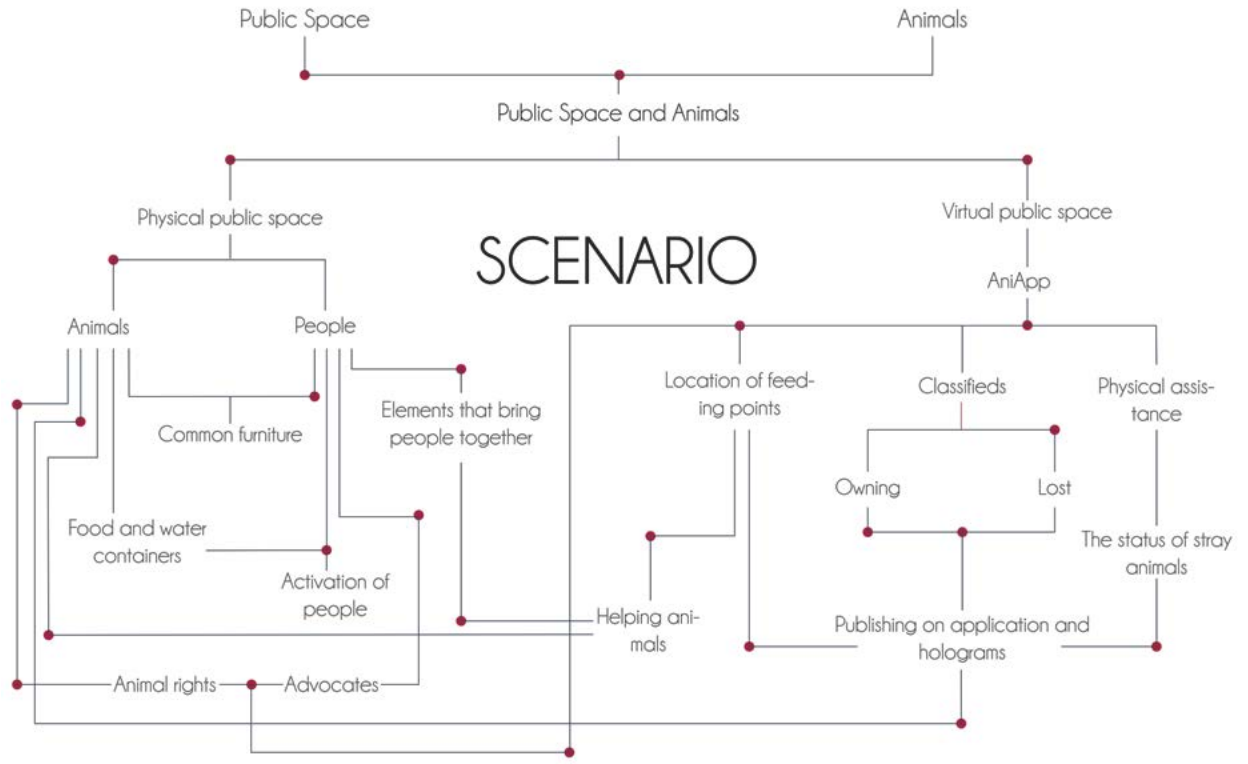 Public Space
Animals
Public Space and Animals
Physical public space
Virtual public space
SCENARIO
AniApp
Animals
People
Location of feed-
ing points
Classifieds
Physical assis-
tance
Elements that bring
people together
Common furniture
Owning
Lost
Food and water
containers
The status of stray
animals
Activation of
people
Helping ani-
mals
Publishing on application and
holograms
Animal rights
Advocates